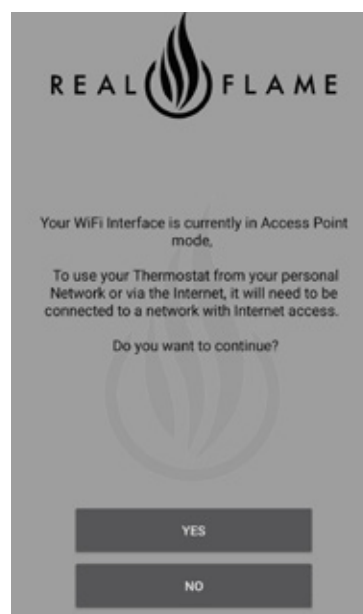 REAL FLAME
Your WiFi Interface is currently in Access Point
mode,
To use your Thermostat from your personal
Network or via the Internet, it will need to be
connected to a network with Internet access.
Do you want to continue?
YES
NO